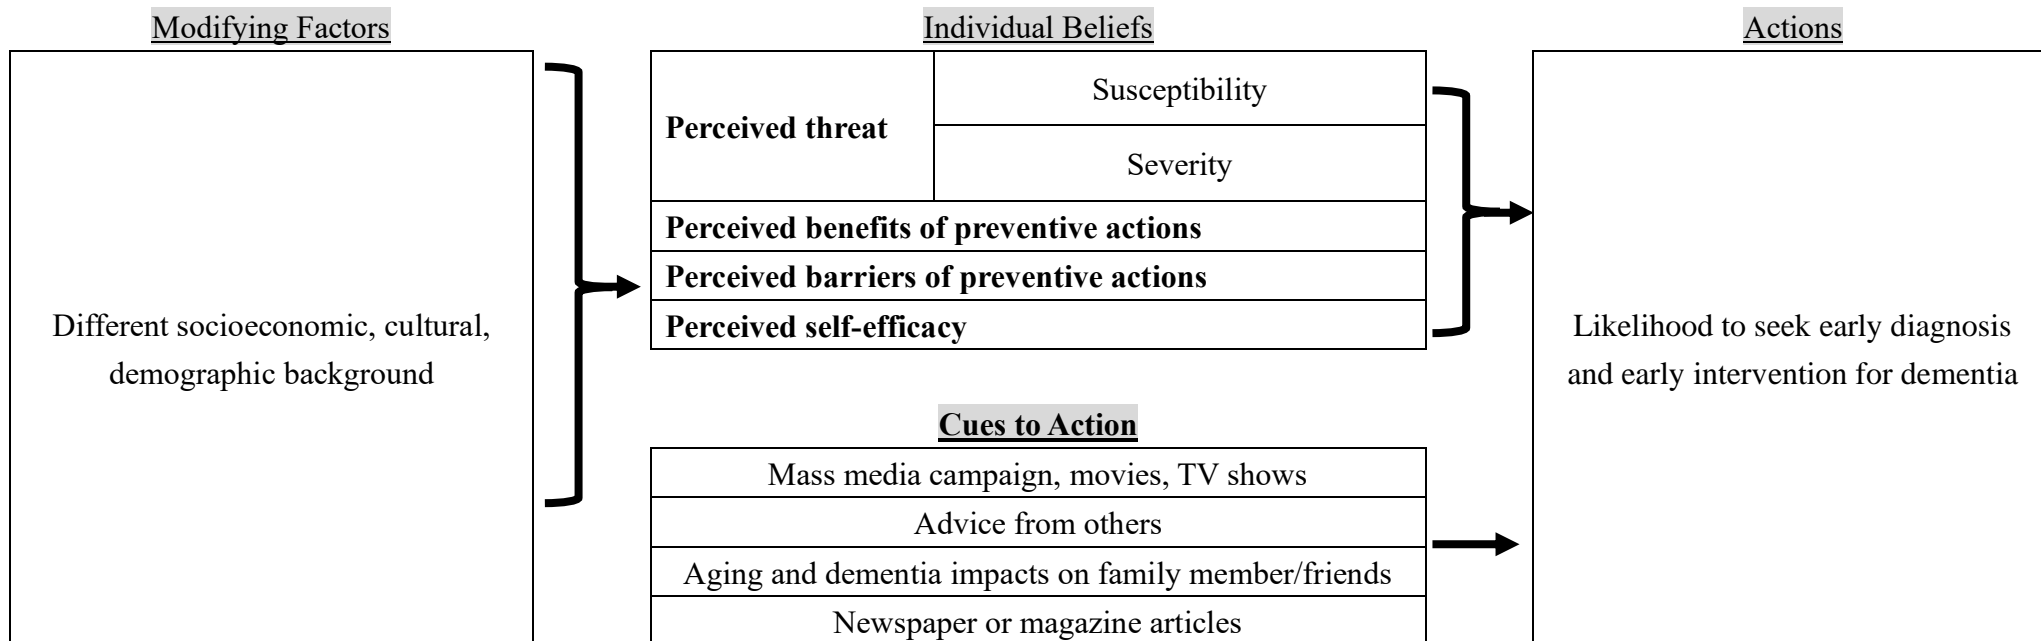 Modifying Factors
Different socioeconomic, cultural,
demographic background
Individual Beliefs
Perceived threat
Susceptibility
Severity
Perceived benefits of preventive actions
Perceived barriers of preventive actions
Perceived self-efficacy
Cues to Action
Mass media campaign, movies, TV shows
Advice from others
Aging and dementia impacts on family member/friends
Newspaper or magazine articles
Actions
Likelihood to seek early diagnosis
and early intervention for dementia